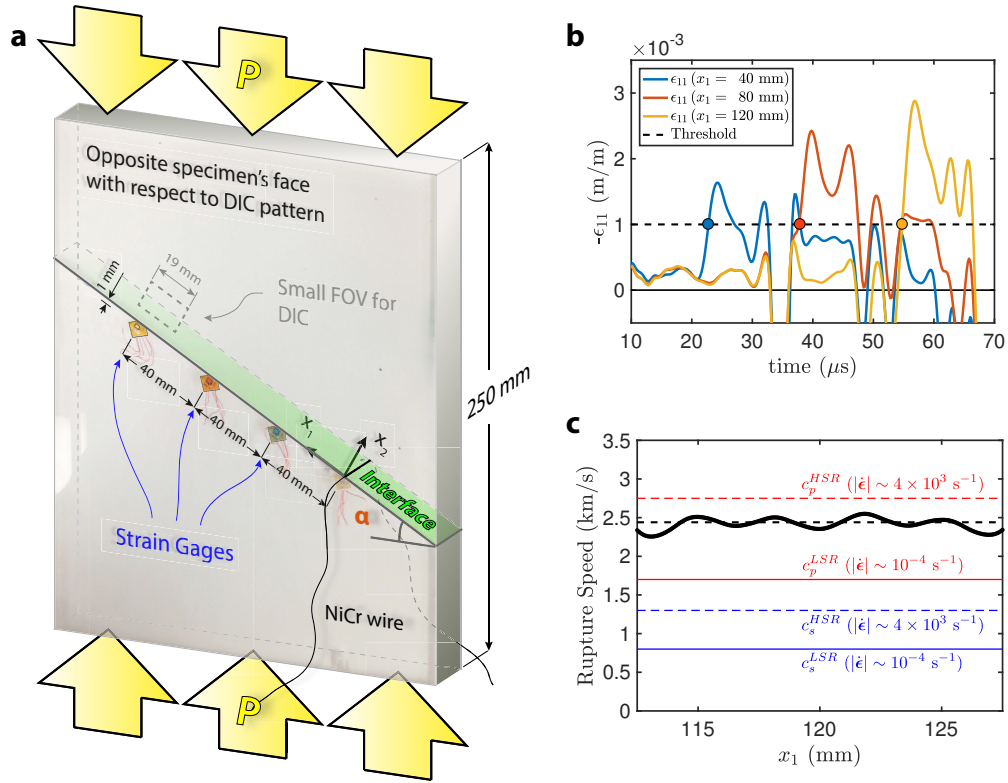 a
P
Opposite specimen's face
with respect to DIC pattern
1 mm
19 mm
Small FOV for
DIC
40 mm
40 mm
40 mm
X₁
X₂
Interface
α
250 mm
Strain Gages
NiCr wire
P
b
×10⁻³
ϵ₁₁ (x₁ = 40 mm)
ϵ₁₁ (x₁ = 80 mm)
ϵ₁₁ (x₁ = 120 mm)
Threshold
-ϵ₁₁ (m/m)
3
2
1
0
10 20 30 40 50 60 70
time (μs)
c
Rupture Speed (km/s)
3.5
3
2.5
2
1.5
1
0.5
0
c_p^{HSR} (|ϵ̇| ∼ 4 × 10³ s⁻¹)
c_p^{LSR} (|ϵ̇| ∼ 10⁻⁴ s⁻¹)
c_s^{HSR} (|ϵ̇| ∼ 4 × 10³ s⁻¹)
c_s^{LSR} (|ϵ̇| ∼ 10⁻⁴ s⁻¹)
115 120 125
x₁ (mm)